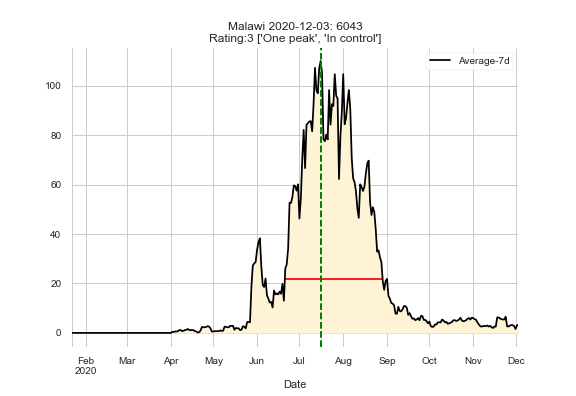 Malawi 2020-12-03: 6043
Rating:3 ['One peak', 'In control']
Average-7d
100
80
60
40
20
0
Feb Mar Apr May Jun Jul Aug Sep Oct Nov Dec
2020
Date